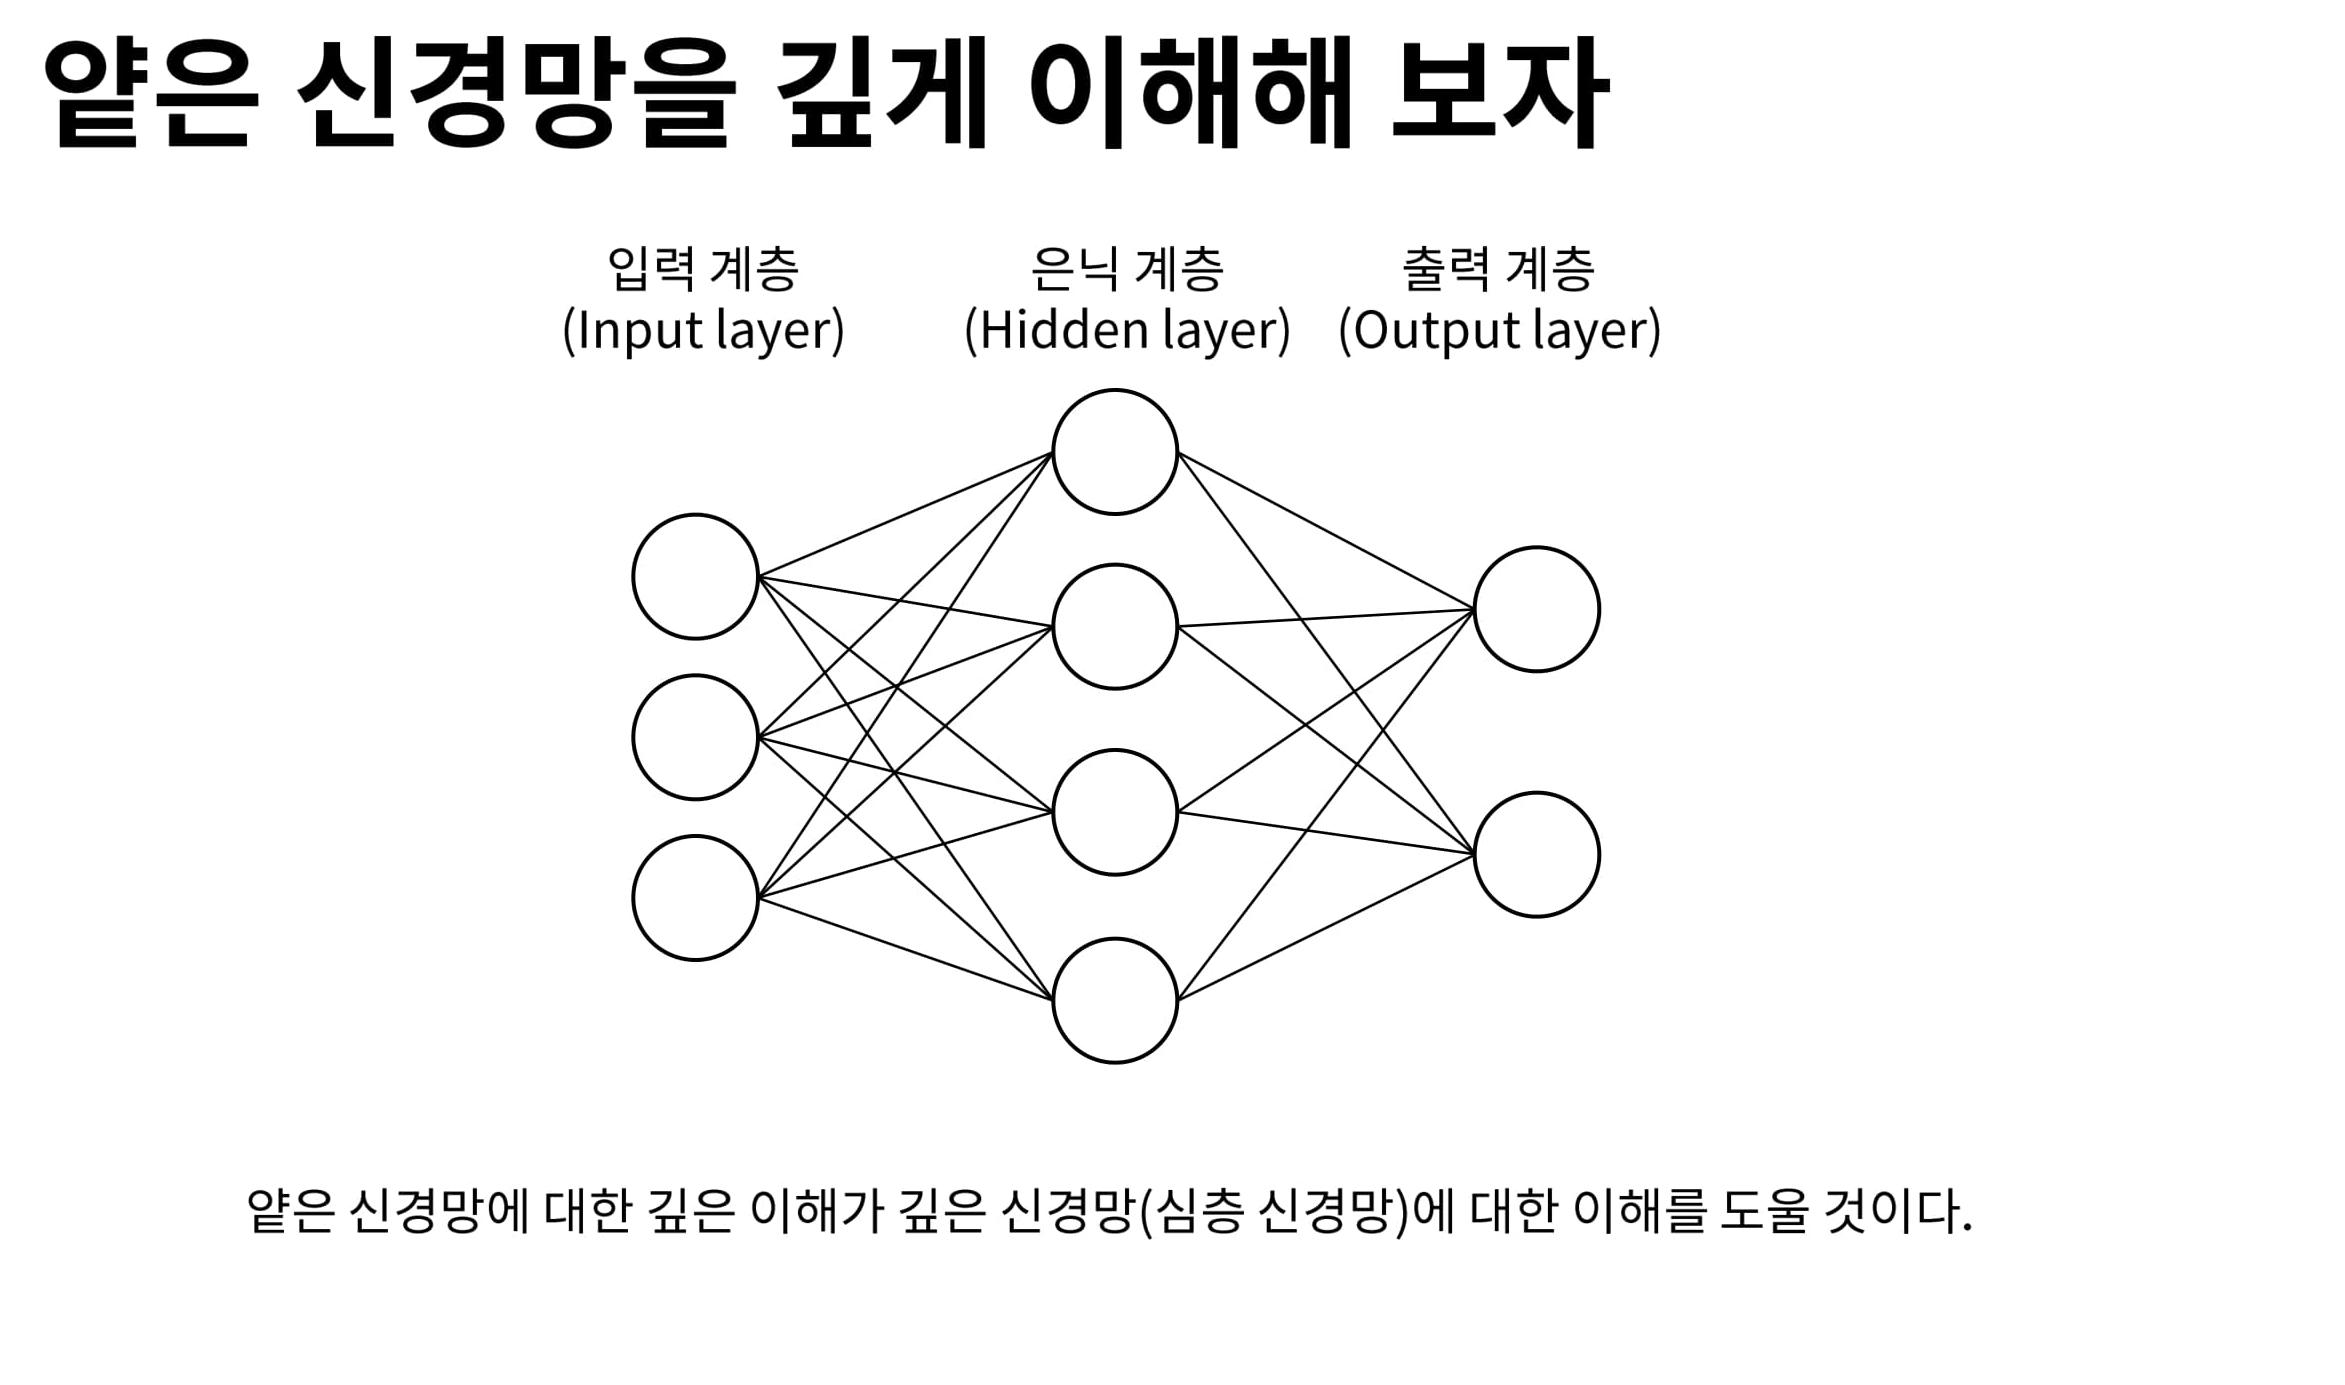 얕은 신경망을 깊게 이해해 보자
입력 계층
(Input layer)
은닉 계층
(Hidden layer)
출력 계층
(Output layer)
얕은 신경망에 대한 깊은 이해가 깊은 신경망(심층 신경망)에 대한 이해를 도울 것이다.